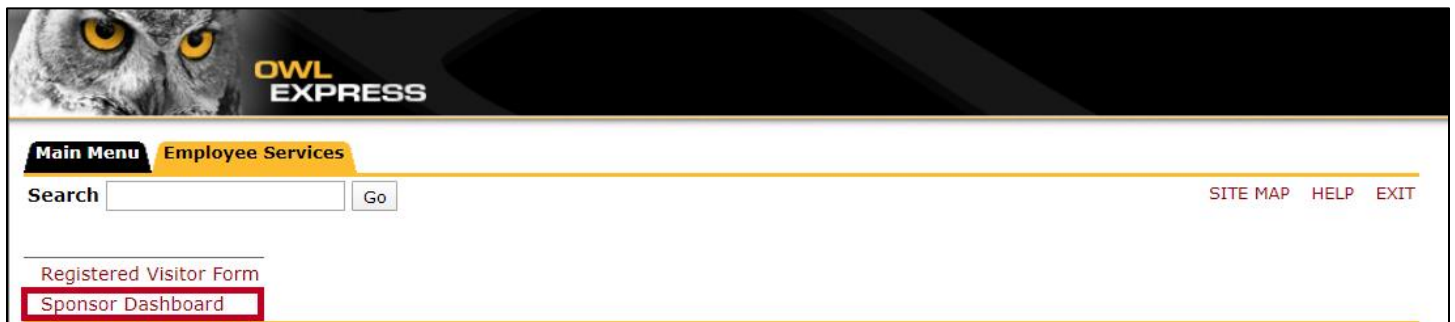 OWL
EXPRESS
Main Menu Employee Services
Search Go SITE MAP HELP EXIT
Registered Visitor Form
Sponsor Dashboard